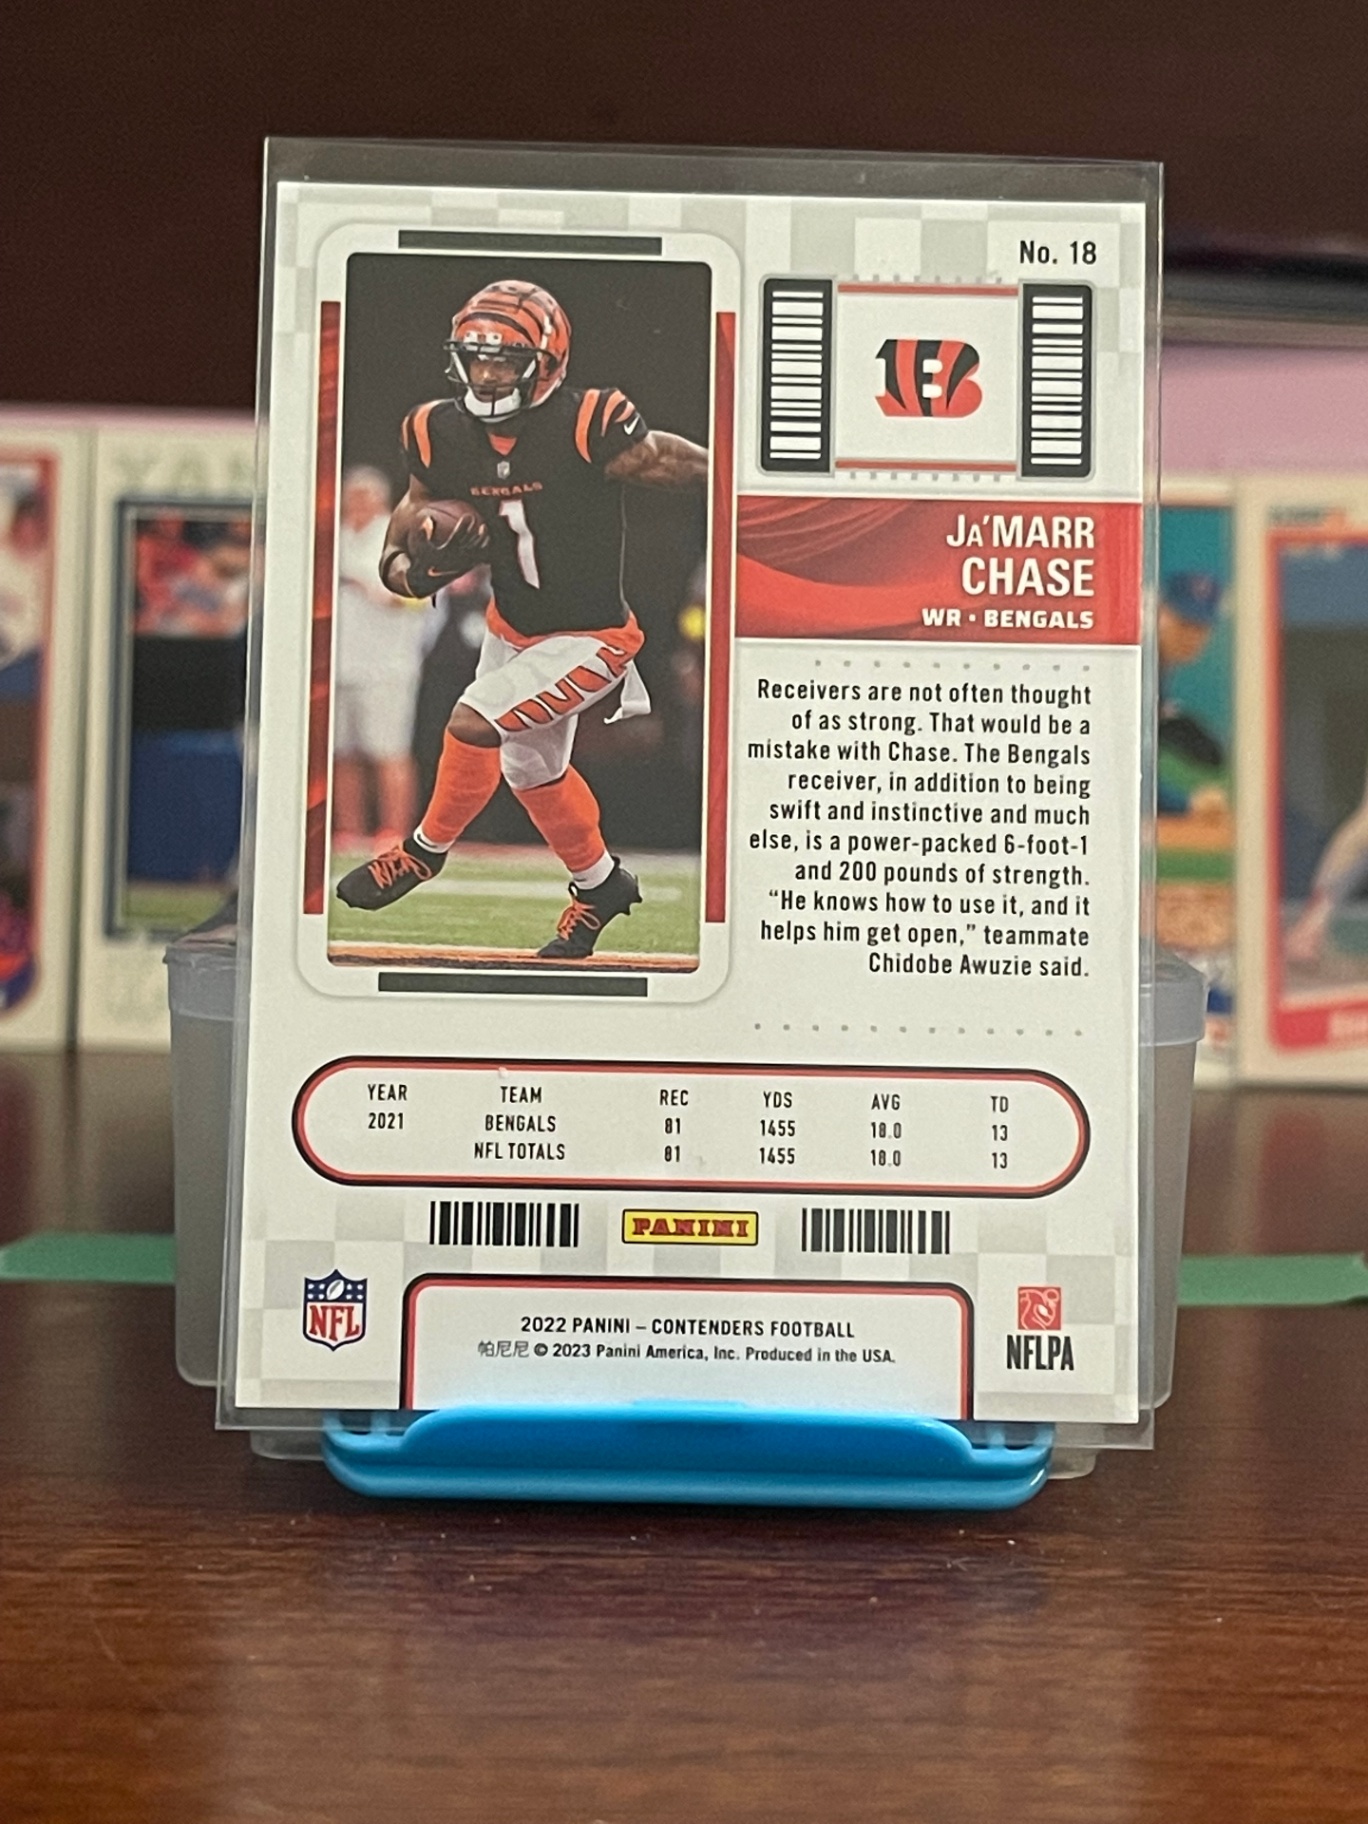 No. 18
B
BENGALS
1
JA'MARR
CHASE
WR • BENGALS
Receivers are not often thought
of as strong. That would be a
mistake with Chase. The Bengals
receiver, in addition to being
swift and instinctive and much
else, is a power-packed 6-foot-1
and 200 pounds of strength.
“He knows how to use it, and it
helps him get open,” teammate
Chidobe Awuzie said.
YEAR TEAM REC YDS AVG TD
2021 BENGALS 81 1455 18.0 13
NFL TOTALS 81 1455 18.0 13
PANINI
NFL
2022 PANINI – CONTENDERS FOOTBALL
帕尼尼 © 2023 Panini America, Inc. Produced in the USA.
NFLPA